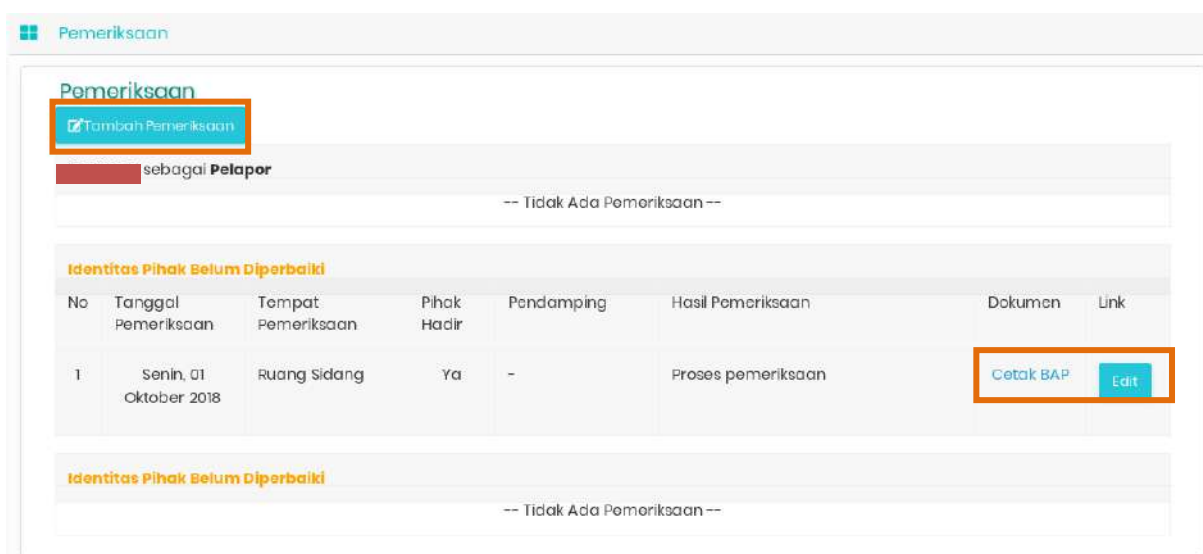 Pemeriksaan
Pemeriksaan
Tambah Pemeriksaan
sebagai Pelapor
-- Tidak Ada Pemeriksaan --
Identitas Pihak Belum Diperbaiki
No Tanggal Pemeriksaan Tempat Pemeriksaan Pihak Hadir Pendamping Hasil Pemeriksaan Dokumen Link
1 Senin, 01 Oktober 2018 Ruang Sidang Ya - Proses pemeriksaan Cetak BAP Edit
Identitas Pihak Belum Diperbaiki
-- Tidak Ada Pemeriksaan --